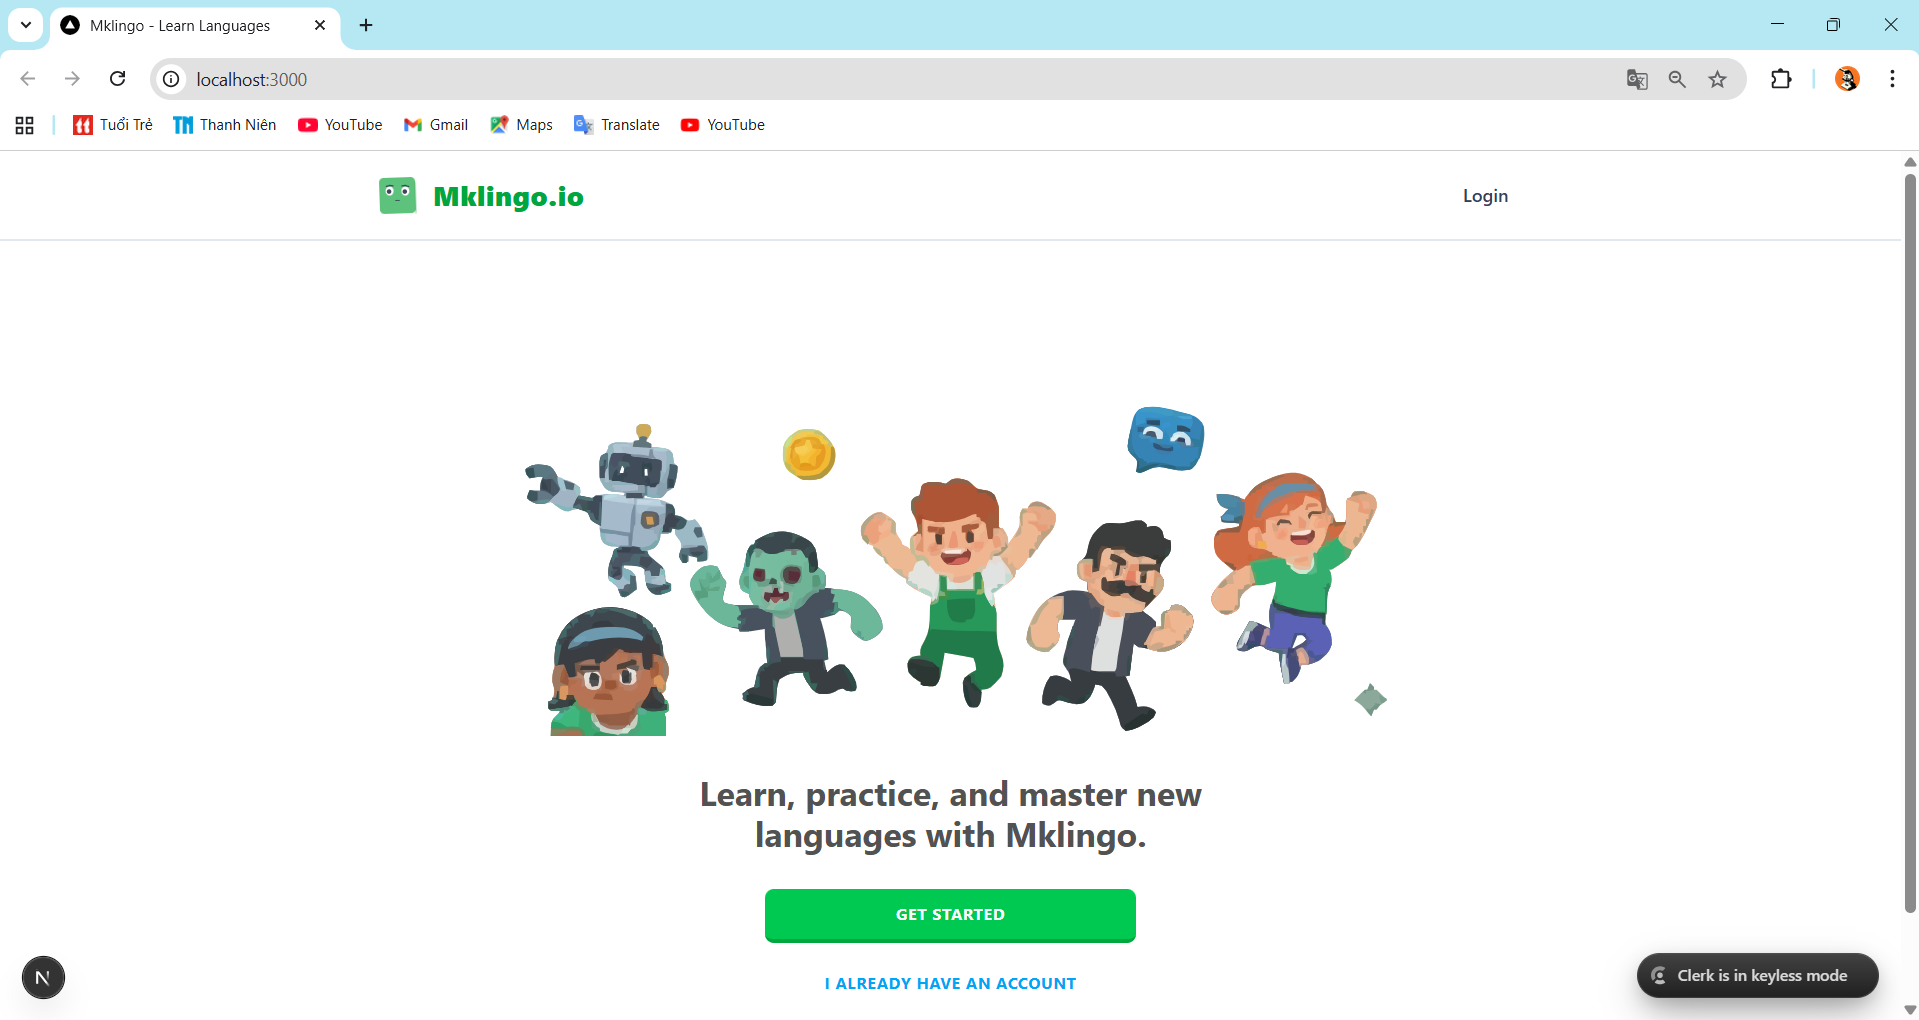 Mklingo - Learn Languages
localhost:3000
Tuổi Trẻ Thanh Niên YouTube Gmail Maps Translate YouTube
Mklingo.io Login
Learn, practice, and master new
languages with Mklingo.
GET STARTED
I ALREADY HAVE AN ACCOUNT
N
Clerk is in keyless mode